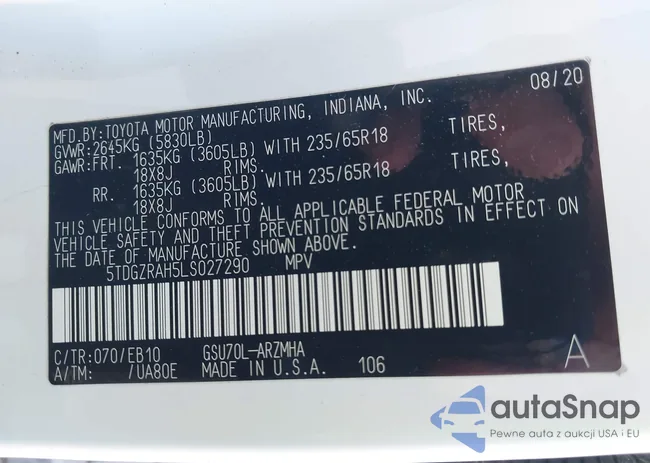 08/20
MFD.BY:TOYOTA MOTOR MANUFACTURING, INDIANA, INC.
GVWR:2645KG (5830LB)
GAWR:FRT. 1635KG (3605LB) WITH 235/65R18 TIRES,
18X8J RIMS.
RR. 1635KG (3605LB) WITH 235/65R18 TIRES,
18X8J RIMS.
THIS VEHICLE CONFORMS TO ALL APPLICABLE FEDERAL MOTOR
VEHICLE SAFETY AND THEFT PREVENTION STANDARDS IN EFFECT ON
THE DATE OF MANUFACTURE SHOWN ABOVE.
5TDGZRAH5LS027290 MPV
C/TR:070/EB10 GSU70L-ARZMHA
A/TM: /UA80E MADE IN U.S.A. 106 A
autaSnap
Pewne auta z aukcji USA i EU